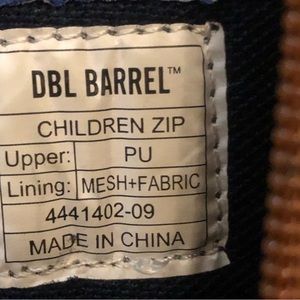 DBL BARREL™
CHILDREN ZIP
Upper: PU
Lining: MESH+FABRIC
4441402-09
MADE IN CHINA